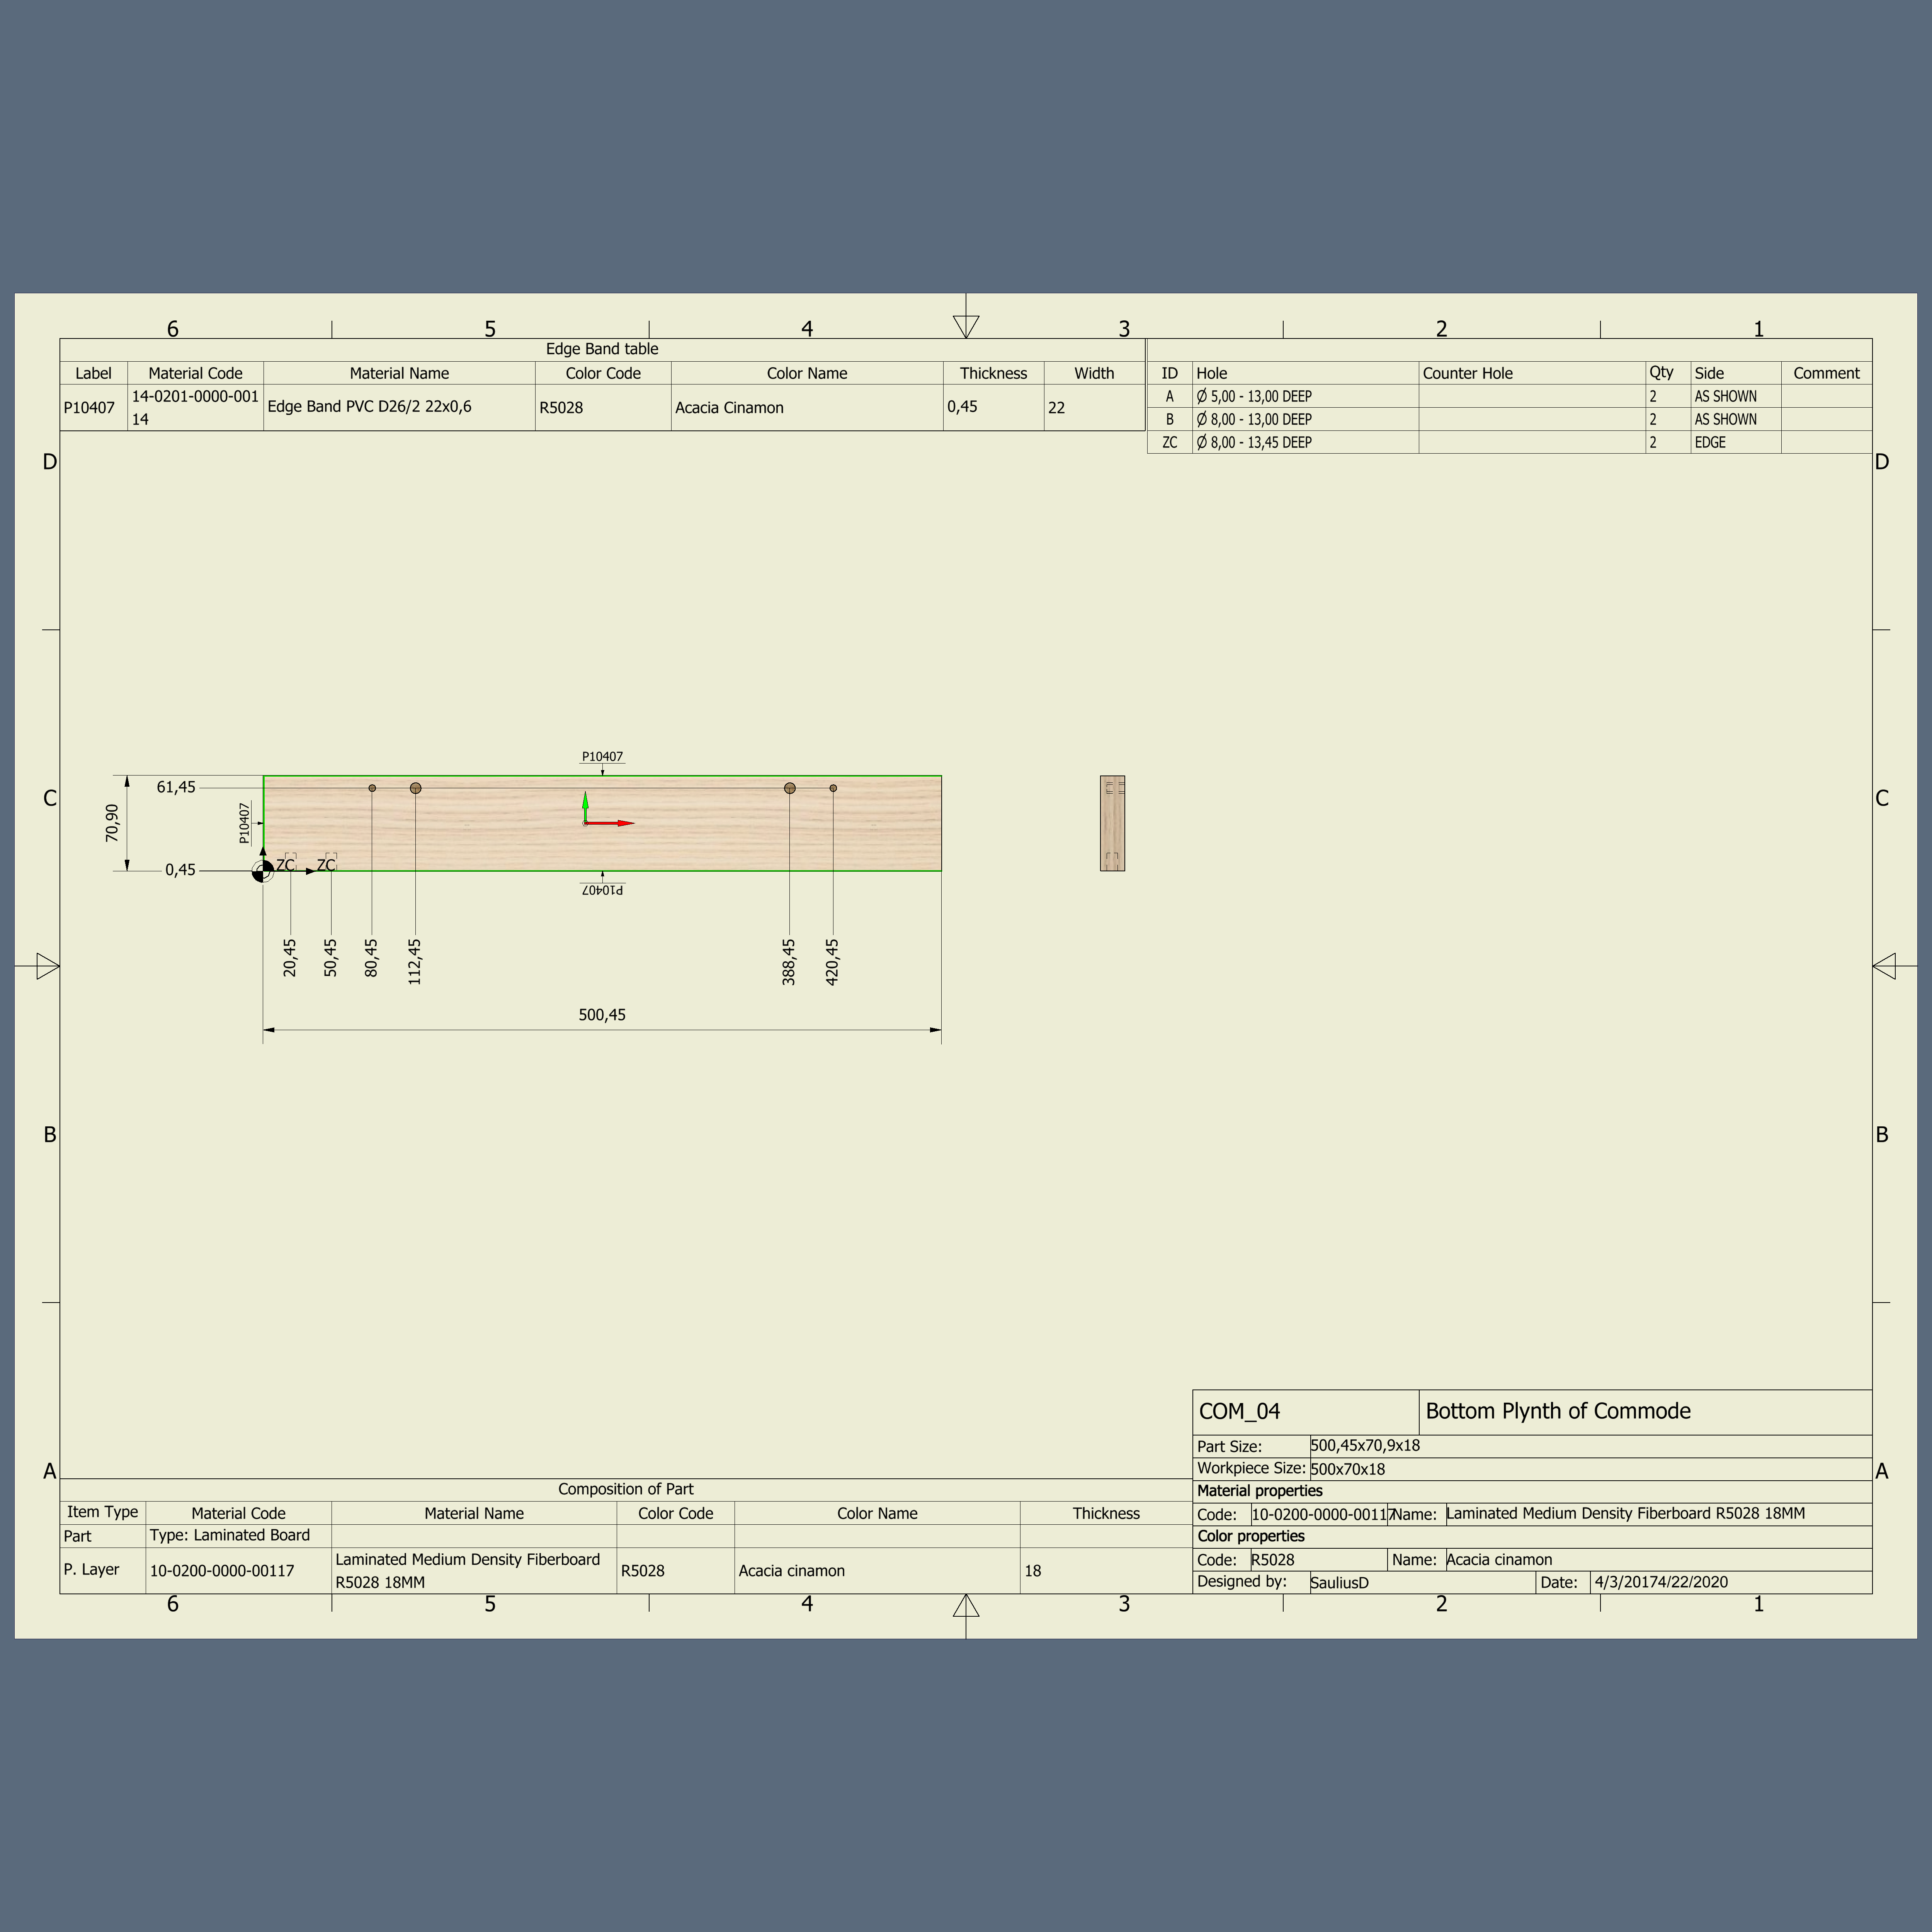 6 5 4 3 2 1
Edge Band table
Label Material Code Material Name Color Code Color Name Thickness Width
P10407 14-0201-0000-001 14 Edge Band PVC D26/2 22x0,6 R5028 Acacia Cinamon 0,45 22
ID Hole Counter Hole Qty Side Comment
A Ø 5,00 - 13,00 DEEP 2 AS SHOWN
B Ø 8,00 - 13,00 DEEP 2 AS SHOWN
ZC Ø 8,00 - 13,45 DEEP 2 EDGE
D D
P10407
61,45
C C
70,90
P10407
0,45
ZC ZC
P10407
20,45 50,45 80,45 112,45 388,45 420,45
500,45
B B
COM_04 Bottom Plynth of Commode
Part Size: 500,45x70,9x18
Workpiece Size: 500x70x18
A A
Material properties
Code: 10-0200-0000-00117 Name: Laminated Medium Density Fiberboard R5028 18MM
Color properties
Code: R5028 Name: Acacia cinamon
Designed by: SauliusD Date: 4/3/20174/22/2020
Composition of Part
Item Type Material Code Material Name Color Code Color Name Thickness
Part Type: Laminated Board
P. Layer 10-0200-0000-00117 Laminated Medium Density Fiberboard R5028 18MM R5028 Acacia cinamon 18
6 5 4 3 2 1